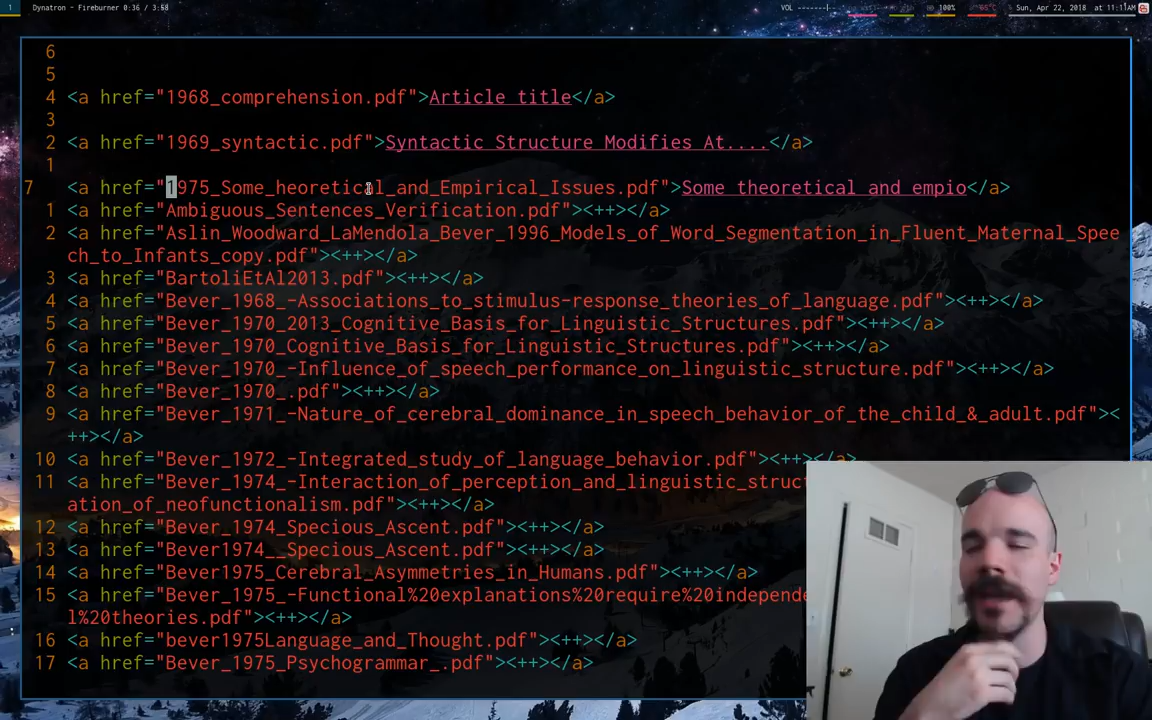 1 Dynatron - Fireburner 0:36 / 3:58 VOL 100% 65°C Sun, Apr 22, 2018 at 11:11AM
6
5
4 <a href="1968_comprehension.pdf">Article title</a>
3
2 <a href="1969_syntactic.pdf">Syntactic Structure Modifies At....</a>
1
7 <a href="1975_Some_heoretical_and_Empirical_Issues.pdf">Some theoretical and empio</a>
1 <a href="Ambiguous_Sentences_Verification.pdf"><++></a>
2 <a href="Aslin_Woodward_LaMendola_Bever_1996_Models_of_Word_Segmentation_in_Fluent_Maternal_Spee
ch_to_Infants_copy.pdf"><++></a>
3 <a href="BartoliEtAl2013.pdf"><++></a>
4 <a href="Bever_1968_-Associations_to_stimulus-response_theories_of_language.pdf"><++></a>
5 <a href="Bever_1970_2013_Cognitive_Basis_for_Linguistic_Structures.pdf"><++></a>
6 <a href="Bever_1970_Cognitive_Basis_for_Linguistic_Structures.pdf"><++></a>
7 <a href="Bever_1970_-Influence_of_speech_performance_on_linguistic_structure.pdf"><++></a>
8 <a href="Bever_1970_.pdf"><++></a>
9 <a href="Bever_1971_-Nature_of_cerebral_dominance_in_speech_behavior_of_the_child_&_adult.pdf"><
++></a>
10 <a href="Bever_1972_-Integrated_study_of_language_behavior.pdf"><++></a>
11 <a href="Bever_1974_-Interaction_of_perception_and_linguistic_struct
ation_of_neofunctionalism.pdf"><++></a>
12 <a href="Bever_1974_Specious_Ascent.pdf"><++></a>
13 <a href="Bever1974__Specious_Ascent.pdf"><++></a>
14 <a href="Bever1975_Cerebral_Asymmetries_in_Humans.pdf"><++></a>
15 <a href="Bever_1975_-Functional%20explanations%20require%20independe
l%20theories.pdf"><++></a>
16 <a href="bever1975Language_and_Thought.pdf"><++></a>
17 <a href="Bever_1975_Psychogrammar_.pdf"><++></a>